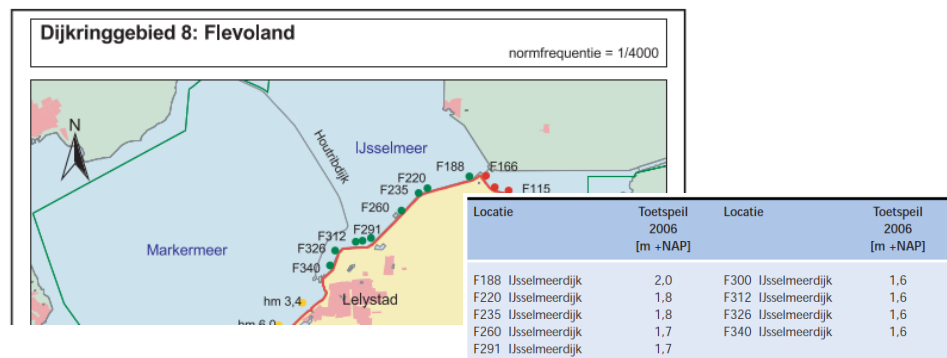 Dijkringgebied 8: Flevoland
normfrequentie = 1/4000
N
Houtribdijk
IJsselmeer
F188
F166
F220
F115
F235
F260
F291
F312
F326
F340
Markermeer
hm 3,4
Lelystad
hm 6,0
Locatie Toetspeil Locatie Toetspeil
2006 2006
[m +NAP] [m +NAP]
F188 IJsselmeerdijk 2,0 F300 IJsselmeerdijk 1,6
F220 IJsselmeerdijk 1,8 F312 IJsselmeerdijk 1,6
F235 IJsselmeerdijk 1,8 F326 IJsselmeerdijk 1,6
F260 IJsselmeerdijk 1,7 F340 IJsselmeerdijk 1,6
F291 IJsselmeerdijk 1,7